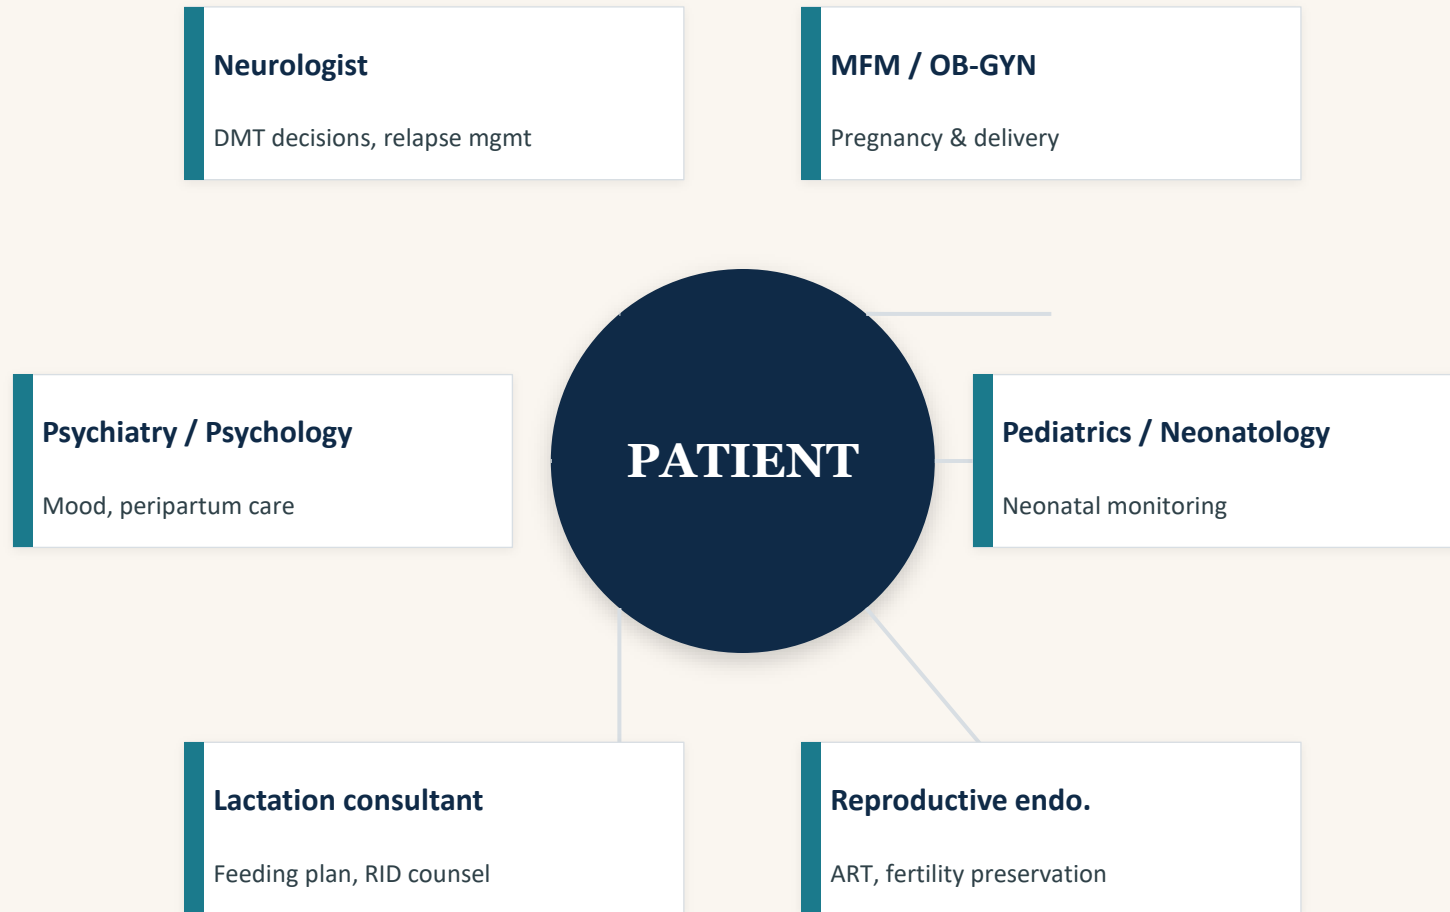 Neurologist
DMT decisions, relapse mgmt
MFM / OB-GYN
Pregnancy & delivery
Psychiatry / Psychology
Mood, peripartum care
PATIENT
Pediatrics / Neonatology
Neonatal monitoring
Lactation consultant
Feeding plan, RID counsel
Reproductive endo.
ART, fertility preservation